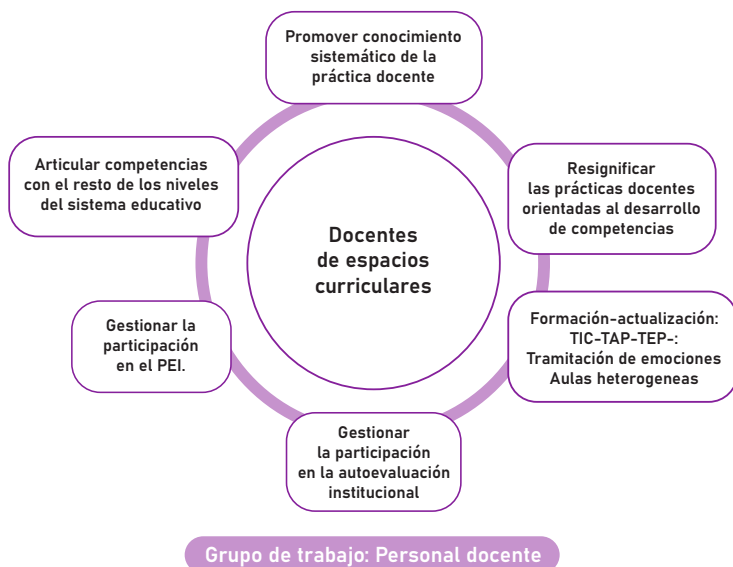 Promover conocimiento
sistemático de la
práctica docente
Articular competencias
con el resto de los niveles
del sistema educativo
Resignificar
las prácticas docentes
orientadas al desarrollo
de competencias
Docentes
de espacios
curriculares
Gestionar la
participación
en el PEI.
Formación-actualización:
TIC-TAP-TEP-:
Tramitación de emociones
Aulas heterogeneas
Gestionar
la participación
en la autoevaluación
institucional
Grupo de trabajo: Personal docente